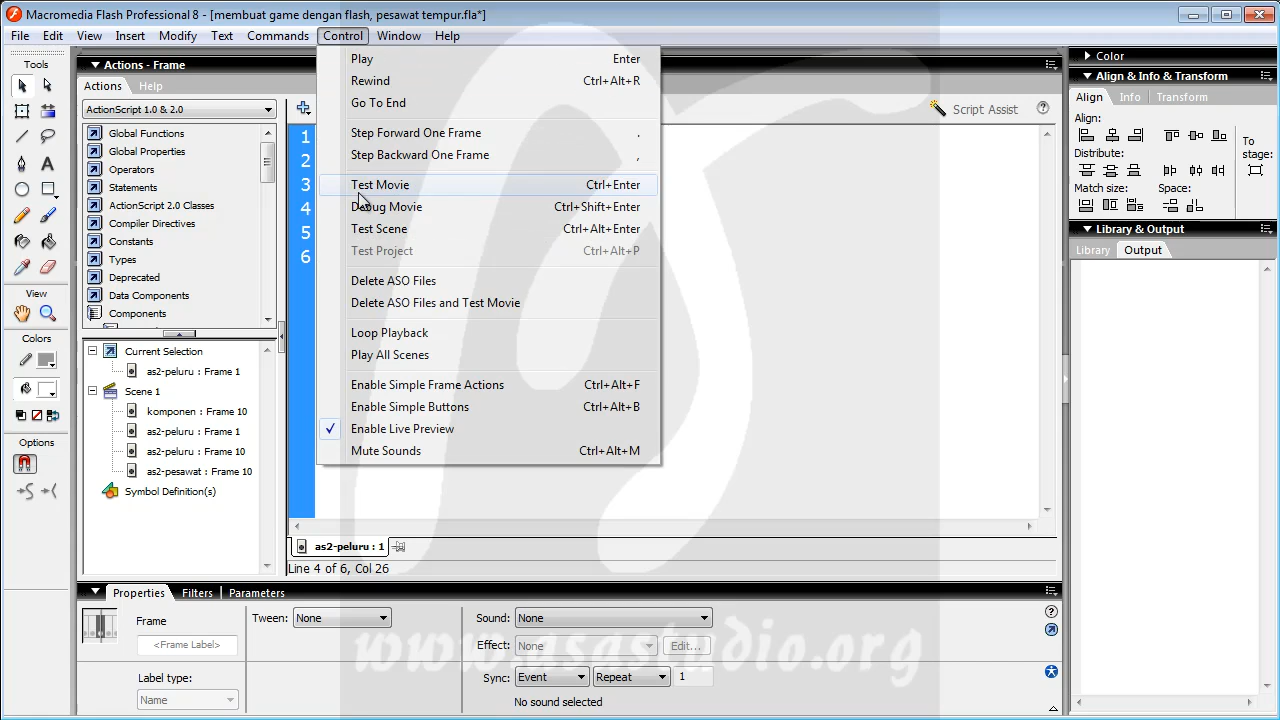 Macromedia Flash Professional 8 - [membuat game dengan flash, pesawat tempur.fla*]
File Edit View Insert Modify Text Commands Control Window Help
Tools
View
Colors
Options
Actions - Frame
Actions Help
ActionScript 1.0 & 2.0
Global Functions
Global Properties
Operators
Statements
ActionScript 2.0 Classes
Compiler Directives
Constants
Types
Deprecated
Data Components
Components
Current Selection
as2-peluru : Frame 1
Scene 1
komponen : Frame 10
as2-peluru : Frame 1
as2-peluru : Frame 10
as2-pesawat : Frame 10
Symbol Definition(s)
1
2
3
4
5
6
Play Enter
Rewind Ctrl+Alt+R
Go To End
Step Forward One Frame .
Step Backward One Frame ,
Test Movie Ctrl+Enter
Debug Movie Ctrl+Shift+Enter
Test Scene Ctrl+Alt+Enter
Test Project Ctrl+Alt+P
Delete ASO Files
Delete ASO Files and Test Movie
Loop Playback
Play All Scenes
Enable Simple Frame Actions Ctrl+Alt+F
Enable Simple Buttons Ctrl+Alt+B
Enable Live Preview
Mute Sounds Ctrl+Alt+M
Script Assist
as2-peluru : 1
Line 4 of 6, Col 26
Properties Filters Parameters
Frame
<Frame Label>
Label type:
Name
Tween: None
Sound: None
Effect: None Edit...
Sync: Event Repeat 1
No sound selected
www.asastudio.org
Color
Align & Info & Transform
Align Info Transform
Align:
Distribute:
Match size: Space:
To
stage:
Library & Output
Library Output